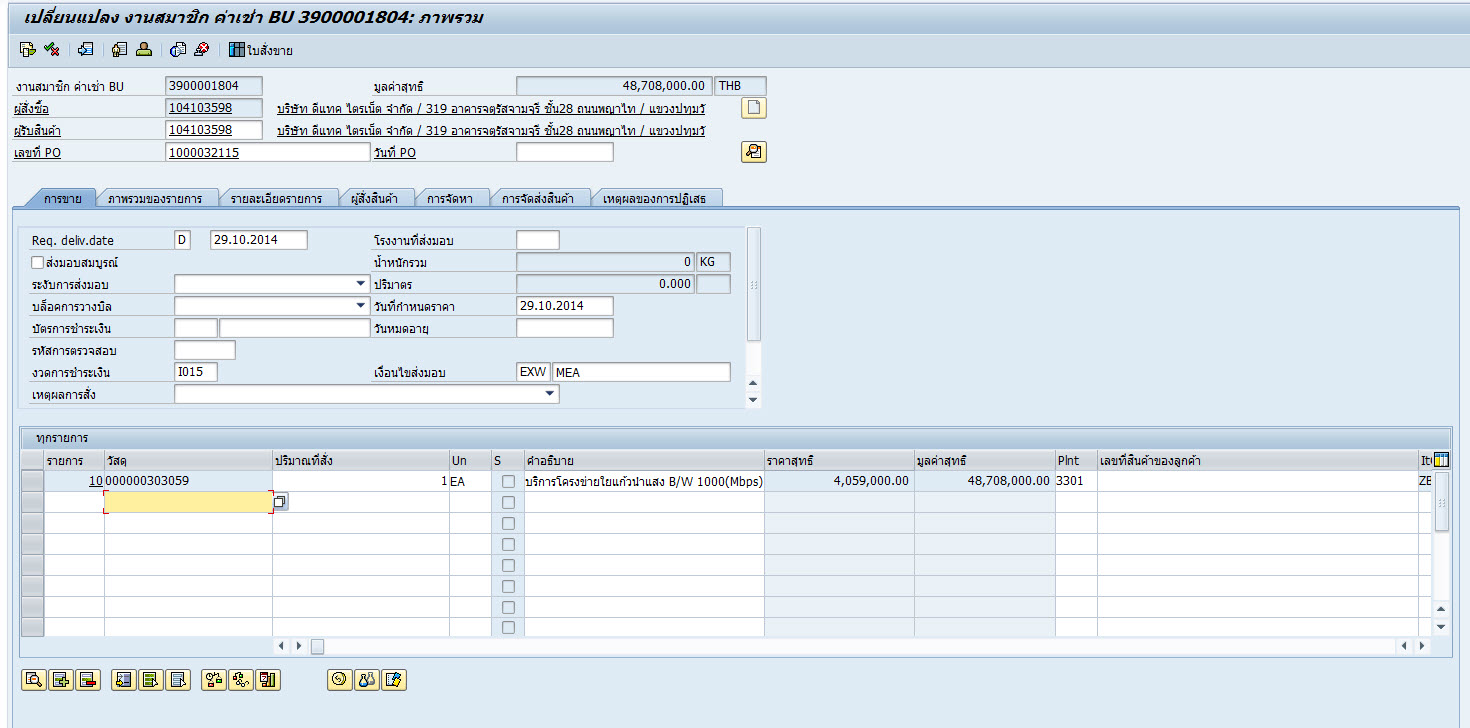 เปลี่ยนแปลง งานสมาชิก ค่าเช่า BU 3900001804: ภาพรวม
ใบสั่งขาย
งานสมาชิก ค่าเช่า BU 3900001804 มูลค่าสุทธิ 48,708,000.00 THB
ผู้สั่งซื้อ 104103598 บริษัท ดีแทค ไตรเน็ต จำกัด / 319 อาคารจตุรัสจามจุรี ชั้น28 ถนนพญาไท / แขวงปทุมวั
ผู้รับสินค้า 104103598 บริษัท ดีแทค ไตรเน็ต จำกัด / 319 อาคารจตุรัสจามจุรี ชั้น28 ถนนพญาไท / แขวงปทุมวั
เลขที่ PO 1000032115 วันที่ PO
การขาย ภาพรวมของรายการ รายละเอียดรายการ ผู้สั่งสินค้า การจัดหา การจัดส่งสินค้า เหตุผลของการปฏิเสธ
Req. deliv.date D 29.10.2014 โรงงานที่ส่งมอบ
ส่งมอบสมบูรณ์ น้ำหนักรวม 0 KG
ระงับการส่งมอบ ปริมาตร 0.000
บล็อคการวางบิล วันที่กำหนดราคา 29.10.2014
บัตรการชำระเงิน วันหมดอายุ
รหัสการตรวจสอบ
งวดการชำระเงิน I015 เงื่อนไขส่งมอบ EXW MEA
เหตุผลการสั่ง
ทุกรายการ
รายการ วัสดุ ปริมาณที่สั่ง Un S คำอธิบาย ราคาสุทธิ มูลค่าสุทธิ Plnt เลขที่สินค้าของลูกค้า It
10 000000303059 1 EA บริการโครงข่ายใยแก้วนำแสง B/W 1000(Mbps) 4,059,000.00 48,708,000.00 3301 ZB